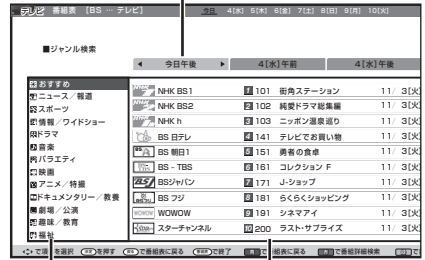 テレビ 番組表 [BS … テレビ] 今日 4[水] 5[木] 6[金] 7[土] 8[日] 9[月] 10[火]
■ジャンル検索
◀ 今日午後 ▶ 4[水]午前 4[水]午後
おすすめ
ニュース／報道
スポーツ
情報／ワイドショー
ドラマ
音楽
バラエティ
映画
アニメ／特撮
ドキュメンタリー／教養
劇場／公演
趣味／教育
福祉
NHK BS1 1 101 街角ステーション 11/ 3[火]
NHK BS2 2 102 純愛ドラマ総集編 11/ 3[火]
NHK h 3 103 ニッポン温泉巡り 11/ 3[火]
BS 日テレ 4 141 テレビでお買い物 11/ 3[火]
BS 朝日1 5 151 勇者の食卓 11/ 3[火]
BS - TBS 6 161 コレクション F 11/ 3[火]
BSジャパン 7 171 J-ショップ 11/ 3[火]
BS フジ 8 181 らくらくショッピング 11/ 3[火]
WOWOW WOWOW 9 191 シネマアイ 11/ 3[火]
スターチャンネル 10 200 ラスト・サプライズ 11/ 3[火]
で項 を選択 を押す で番組表に戻る で終了 で 組表に戻る で番組詳細検索 で